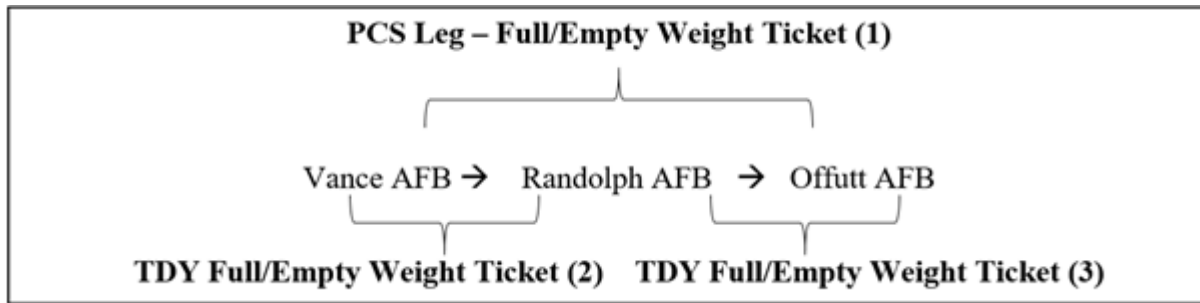 PCS Leg – Full/Empty Weight Ticket (1)
Vance AFB → Randolph AFB → Offutt AFB
TDY Full/Empty Weight Ticket (2) TDY Full/Empty Weight Ticket (3)